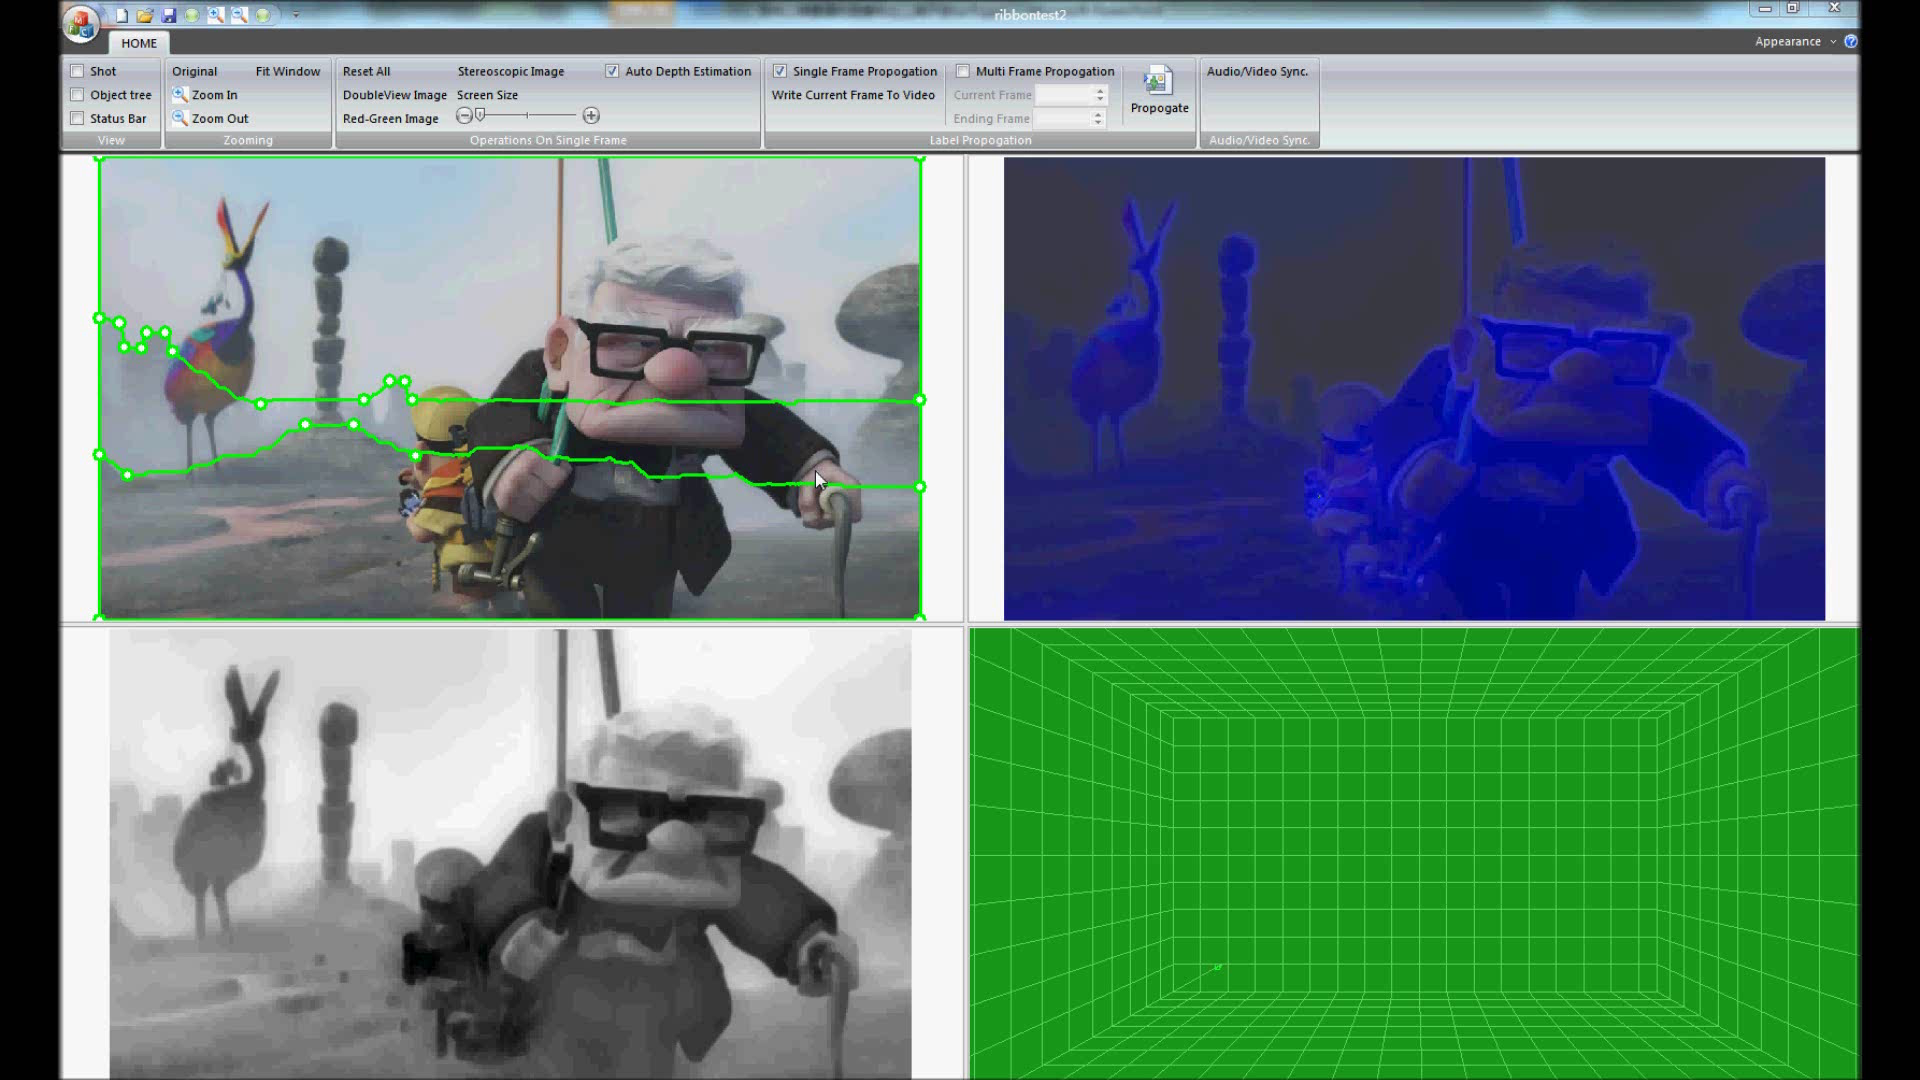 ribbontest2
HOME
Appearance
Shot
Object tree
Status Bar
View
Original Fit Window
Zoom In
Zoom Out
Zooming
Reset All Stereoscopic Image Auto Depth Estimation
DoubleView Image Screen Size
Red-Green Image
Operations On Single Frame
Single Frame Propogation Multi Frame Propogation
Write Current Frame To Video Current Frame
Ending Frame
Propogate
Label Propogation
Audio/Video Sync.
Audio/Video Sync.